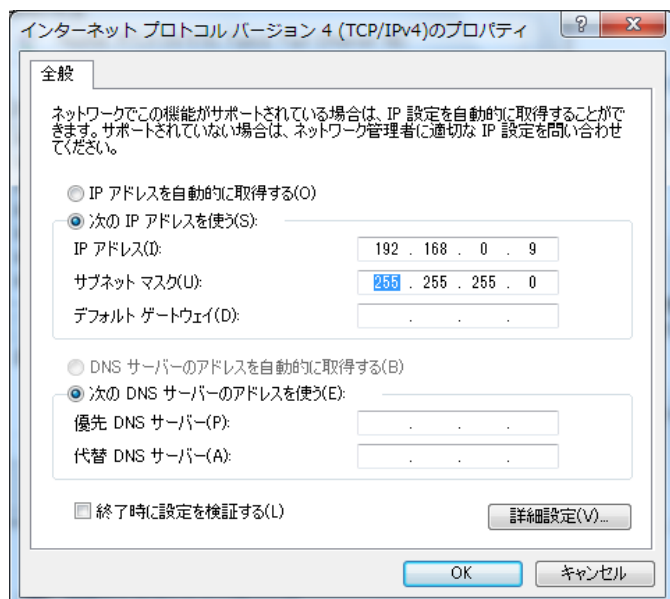 インターネット プロトコル バージョン 4 (TCP/IPv4)のプロパティ
全般
ネットワークでこの機能がサポートされている場合は、IP 設定を自動的に取得することがで
きます。サポートされていない場合は、ネットワーク管理者に適切な IP 設定を問い合わせ
てください。
IP アドレスを自動的に取得する(O)
次の IP アドレスを使う(S):
IP アドレス(I): 192 . 168 . 0 . 9
サブネット マスク(U): 255 . 255 . 255 . 0
デフォルト ゲートウェイ(D): . . .
DNS サーバーのアドレスを自動的に取得する(B)
次の DNS サーバーのアドレスを使う(E):
優先 DNS サーバー(P): . . .
代替 DNS サーバー(A): . . .
終了時に設定を検証する(L)
詳細設定(V)...
OK キャンセル